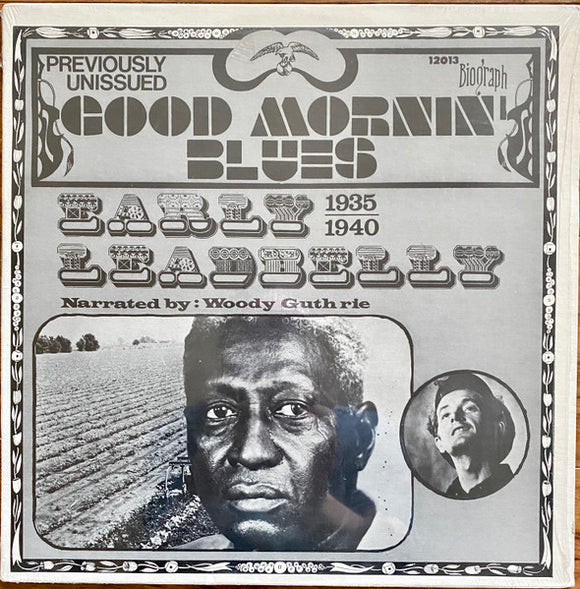 PREVIOUSLY
UNISSUED
12013
Biograph
GOOD MORNIN'
BLUES
EARLY 1935
1940
LEADBELLY
Narrated by: Woody Guthrie